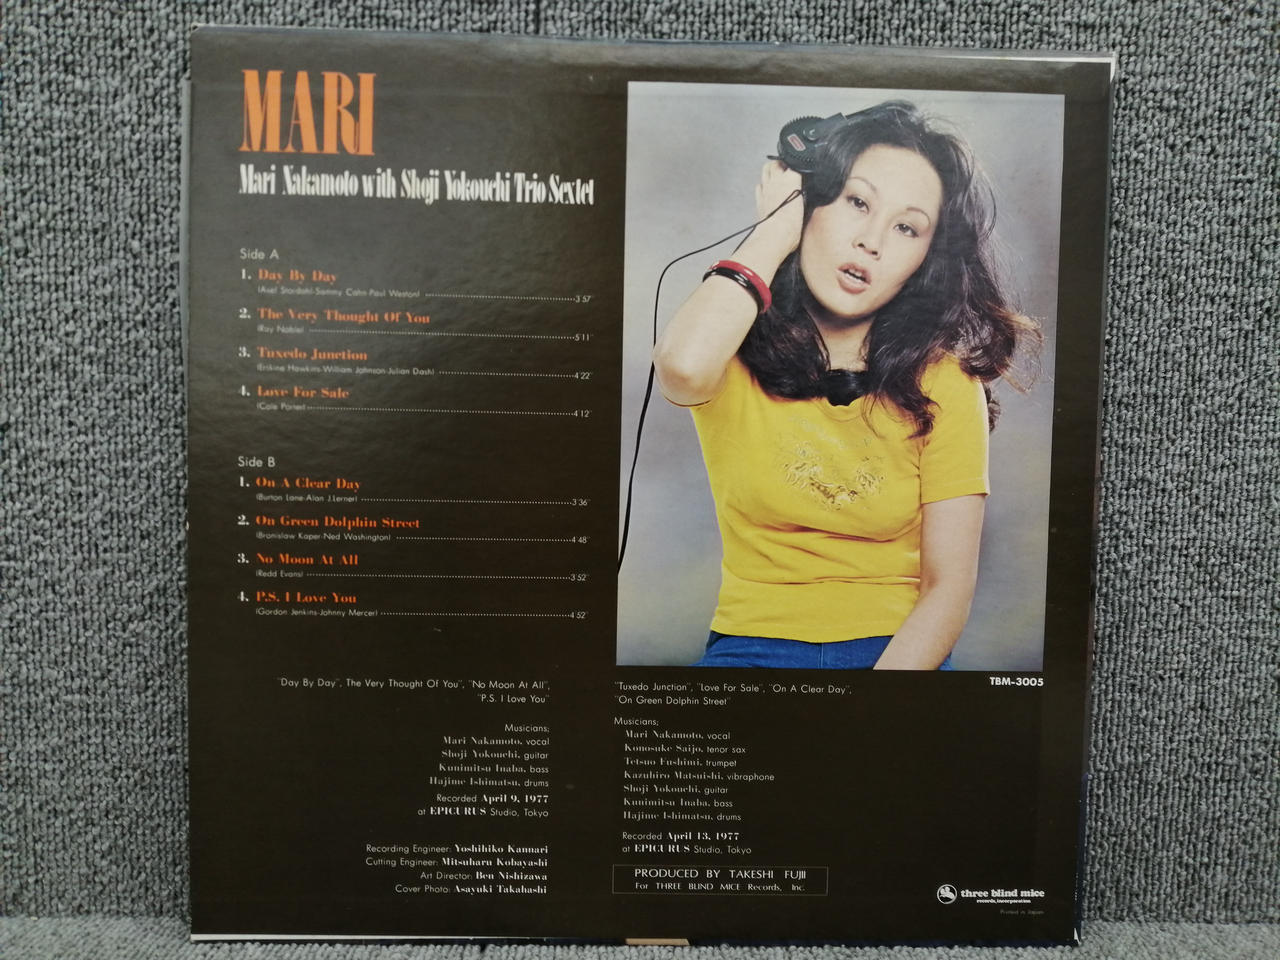 MARI
Mari Nakamoto with Shoji Yokouchi Trio Sextet
Side A
1. Day By Day
(Axel Stordahl-Sammy Cahn-Paul Weston) 3'57"
2. The Very Thought Of You
(Ray Noble) 5'11"
3. Tuxedo Junction
(Erskine Hawkins-William Johnson-Julian Dash) 4'22"
4. Love For Sale
(Cole Porter) 4'12"
Side B
1. On A Clear Day
(Burton Lane-Alan J.Lerner) 3'36"
2. On Green Dolphin Street
(Bronislaw Kaper-Ned Washington) 4'48"
3. No Moon At All
(Redd Evans) 3'52"
4. P.S. I Love You
(Gordon Jenkins-Johnny Mercer) 4'52"
TBM-3005
"Day By Day", The Very Thought Of You", "No Moon At All",
"P.S. I Love You"
Musicians;
Mari Nakamoto, vocal
Shoji Yokouchi, guitar
Kunimitsu Inaba, bass
Hajime Ishimatsu, drums
Recorded April 9, 1977
at EPICURUS Studio, Tokyo
Recording Engineer: Yoshihiko Kannari
Cutting Engineer: Mitsuharu Kobayashi
Art Director: Ben Nishizawa
Cover Photo: Asayuki Takahashi
"Tuxedo Junction", "Love For Sale", "On A Clear Day",
"On Green Dolphin Street"
Musicians;
Mari Nakamoto, vocal
Konosuke Saijo, tenor sax
Tetsuo Fushimi, trumpet
Kazuhiro Matsuishi, vibraphone
Shoji Yokouchi, guitar
Kunimitsu Inaba, bass
Hajime Ishimatsu, drums
Recorded April 13, 1977
at EPICURUS Studio, Tokyo
PRODUCED BY TAKESHI FUJII
For THREE BLIND MICE Records, Inc.
three blind mice
records, incorporation
Printed in Japan